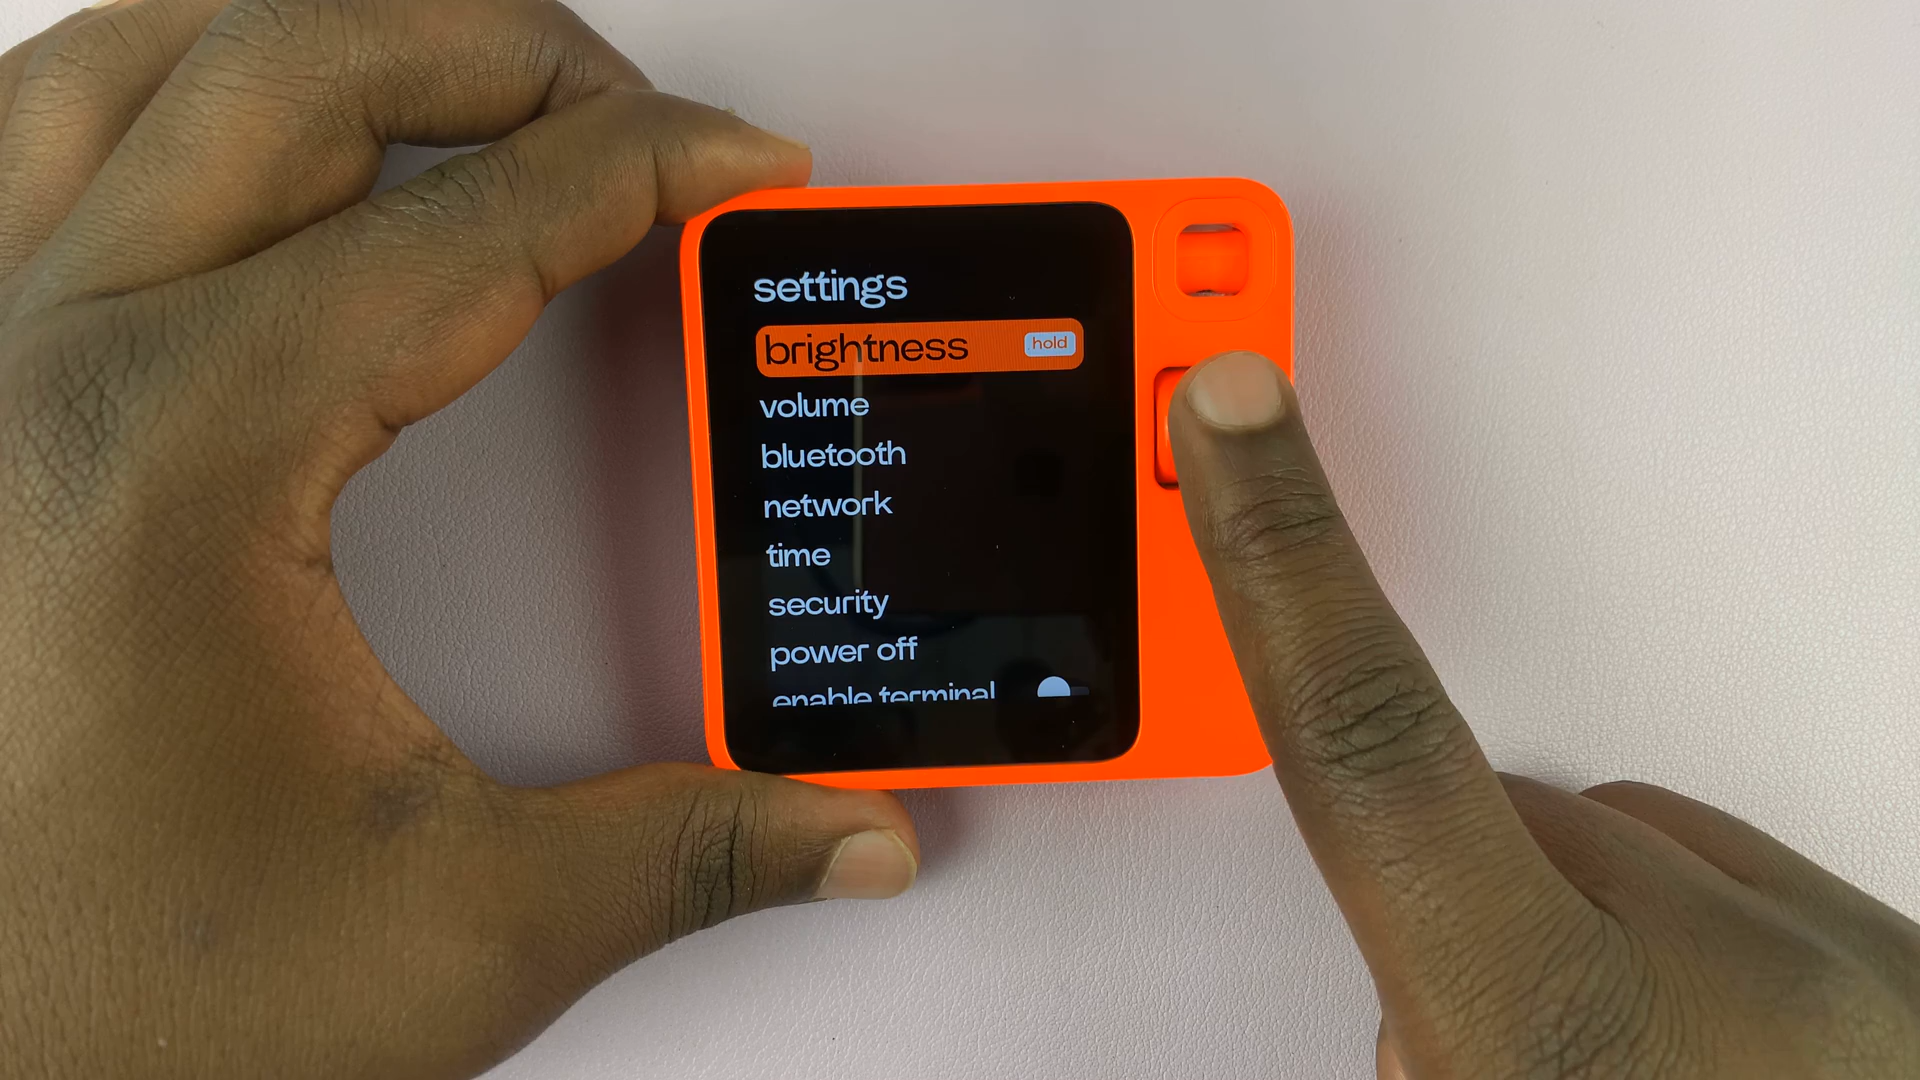 settings
brightness hold
volume
bluetooth
network
time
security
power off
enable terminal